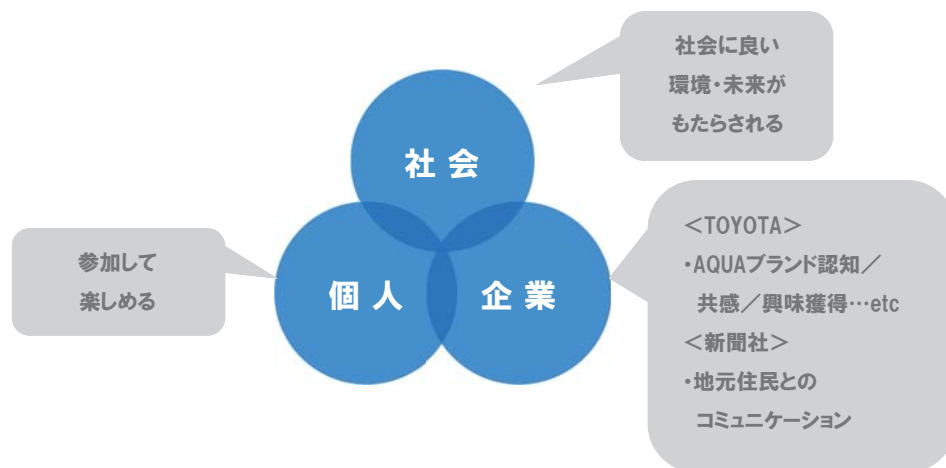 社会に良い
環境・未来が
もたらされる
社 会
参加して
楽しめる
個 人
企 業
＜TOYOTA＞
・AQUAブランド認知／
共感／興味獲得…etc
＜新聞社＞
・地元住民との
コミュニケーション